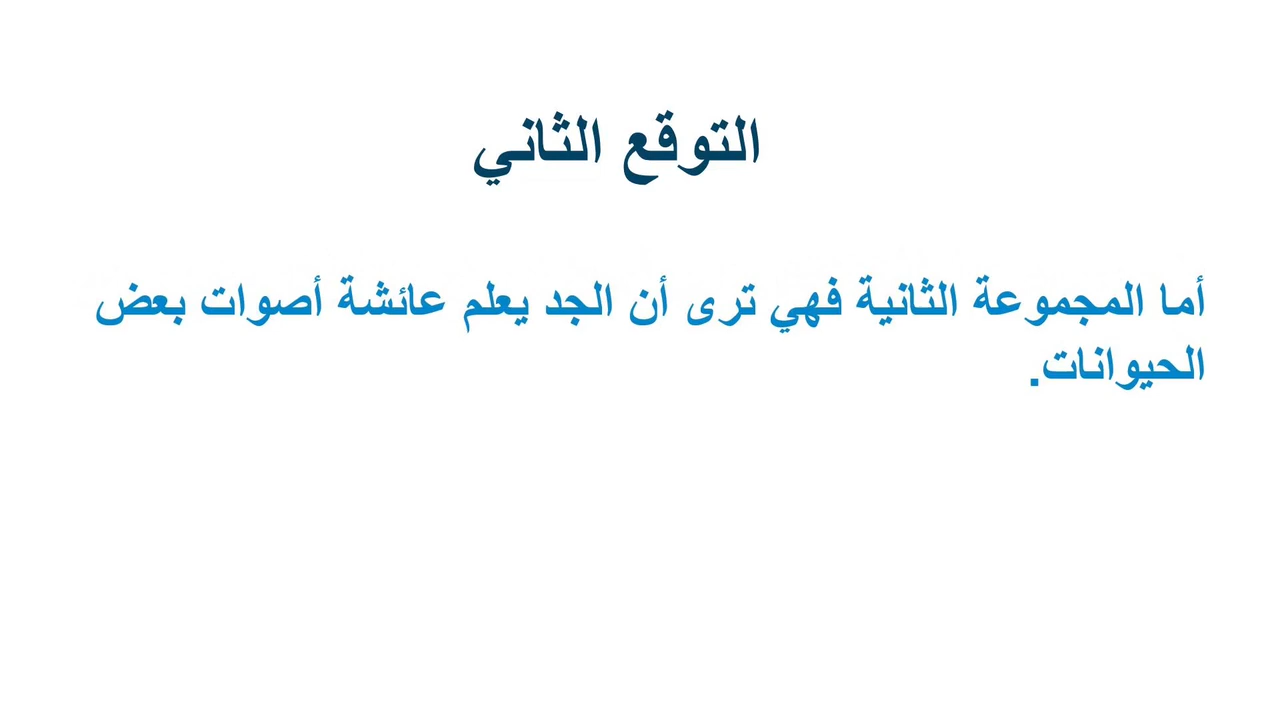 التوقع الثاني
أما المجموعة الثانية فهي ترى أن الجد يعلم عائشة أصوات بعض
الحيوانات.